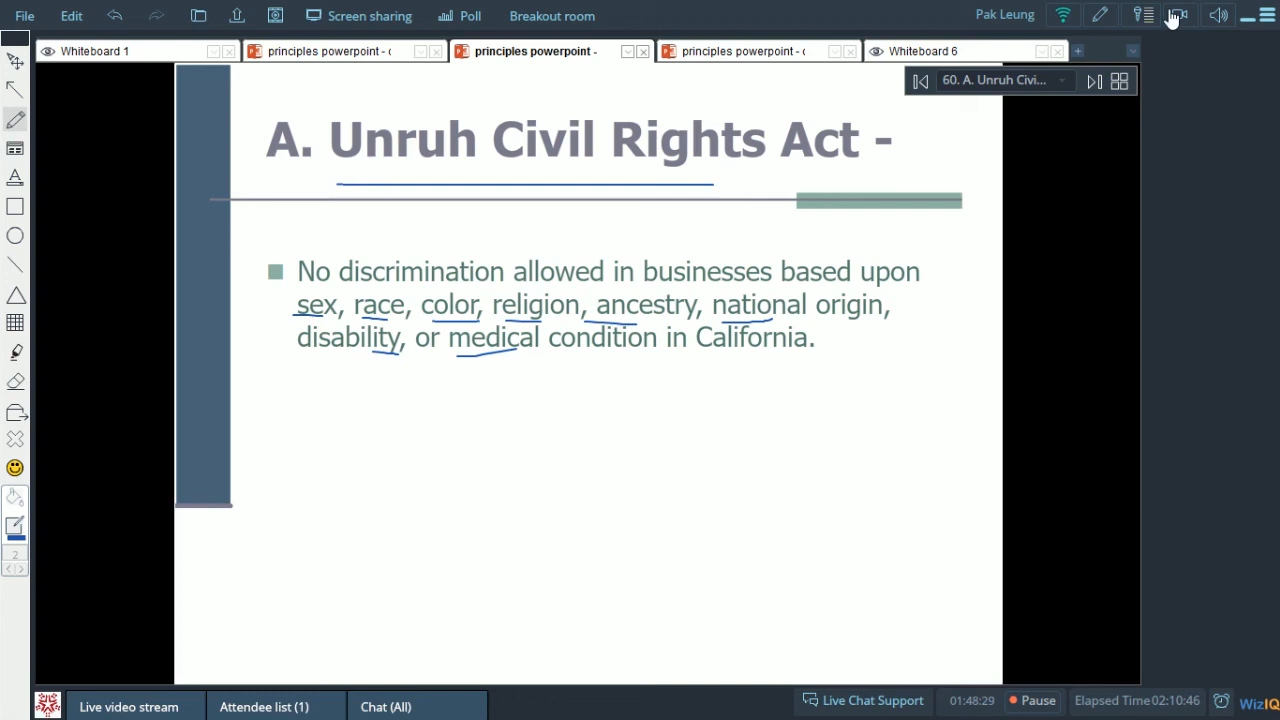 File Edit Screen sharing Poll Breakout room Pak Leung
Whiteboard 1 principles powerpoint - c principles powerpoint - principles powerpoint - c Whiteboard 6
60. A. Unruh Civi...
A. Unruh Civil Rights Act -
No discrimination allowed in businesses based upon
sex, race, color, religion, ancestry, national origin,
disability, or medical condition in California.
2
Live video stream Attendee list (1) Chat (All) Live Chat Support 01:48:29 Pause Elapsed Time 02:10:46 WizIQ